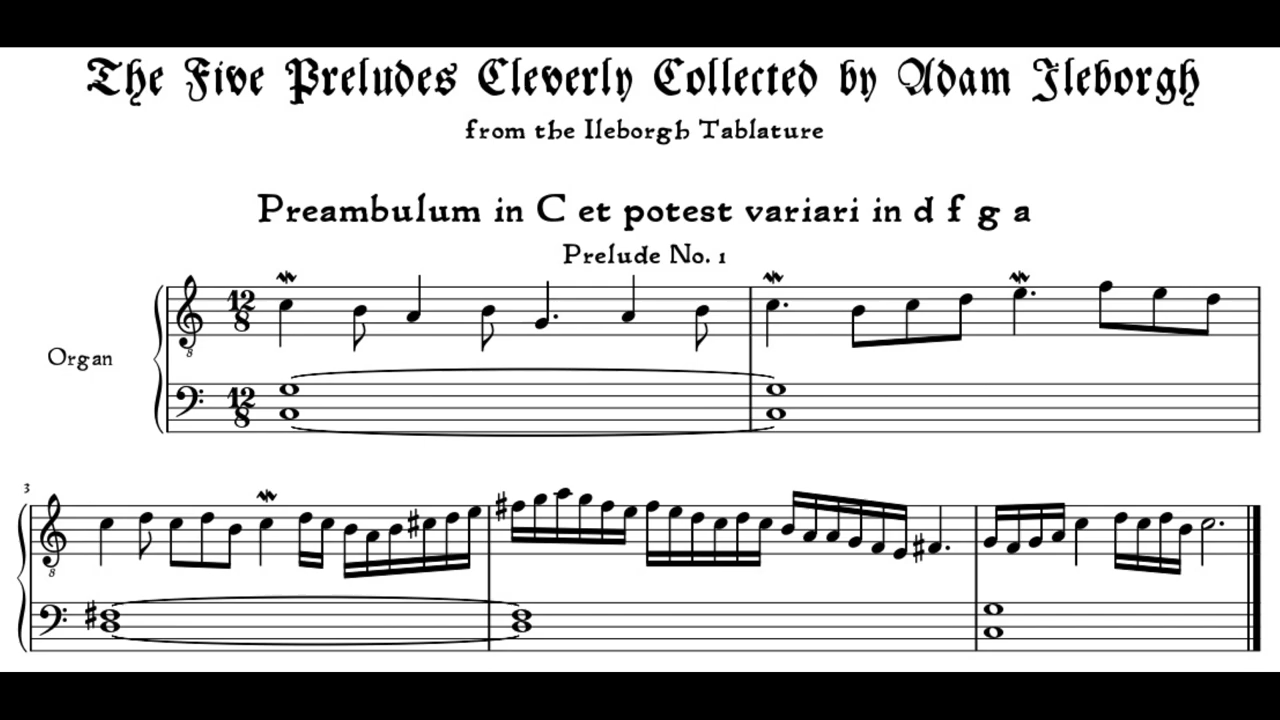 The Five Preludes Cleverly Collected by Adam Ileborgh
from the Ileborgh Tablature
Preambulum in C et potest variari in d f g a
Prelude No. 1
Organ
12
8
8
12
8
3
8